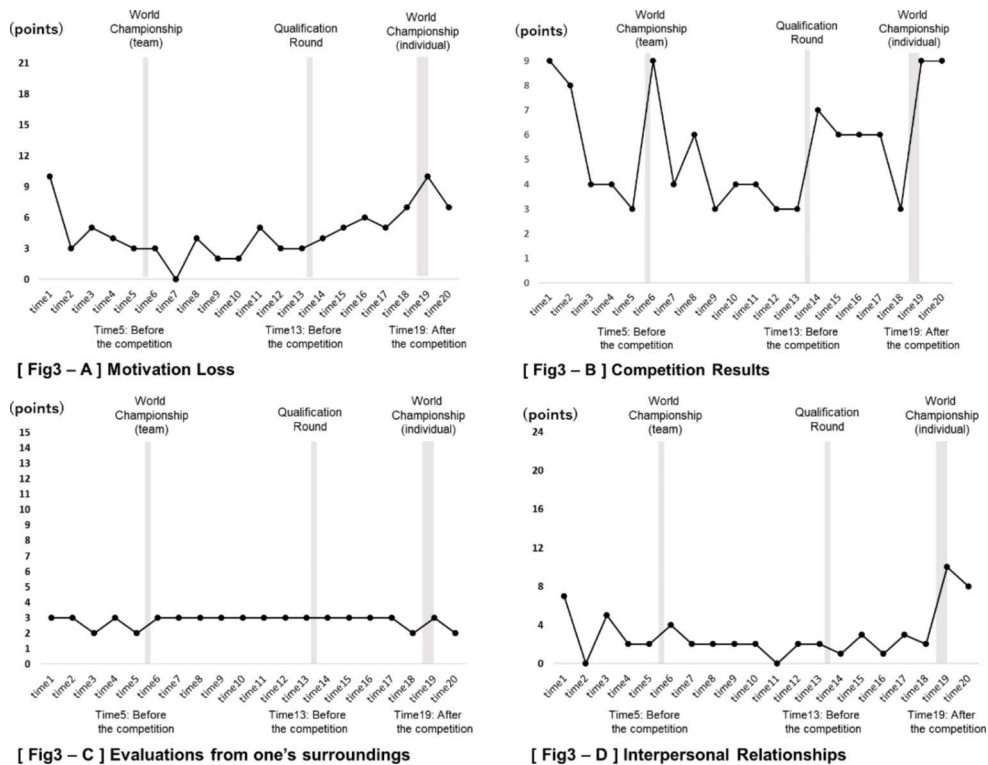 (points)
World
Championship
(team)
Qualification
Round
World
Championship
(individual)
21
18
15
12
9
6
3
0
time1
time2
time3
time4
time5
time6
time7
time8
time9
time10
time11
time12
time13
time14
time15
time16
time17
time18
time19
time20
Time5: Before
the competition
Time13: Before
the competition
Time19: After
the competition
[ Fig3 – A ] Motivation Loss
(points)
World
Championship
(team)
Qualification
Round
World
Championship
(individual)
9
8
7
6
5
4
3
2
1
0
time1
time2
time3
time4
time5
time6
time7
time8
time9
time10
time11
time12
time13
time14
time15
time16
time17
time18
time19
time20
Time5: Before
the competition
Time13: Before
the competition
Time19: After
the competition
[ Fig3 – B ] Competition Results
(points)
World
Championship
(team)
Qualification
Round
World
Championship
(individual)
15
14
13
12
11
10
9
8
7
6
5
4
3
2
1
0
time1
time2
time3
time4
time5
time6
time7
time8
time9
time10
time11
time12
time13
time14
time15
time16
time17
time18
time19
time20
Time5: Before
the competition
Time13: Before
the competition
Time19: After
the competition
[ Fig3 – C ] Evaluations from one's surroundings
(points)
World
Championship
(team)
Qualification
Round
World
Championship
(individual)
24
20
16
12
8
4
0
time1
time2
time3
time4
time5
time6
time7
time8
time9
time10
time11
time12
time13
time14
time15
time16
time17
time18
time19
time20
Time5: Before
the competition
Time13: Before
the competition
Time19: After
the competition
[ Fig3 – D ] Interpersonal Relationships